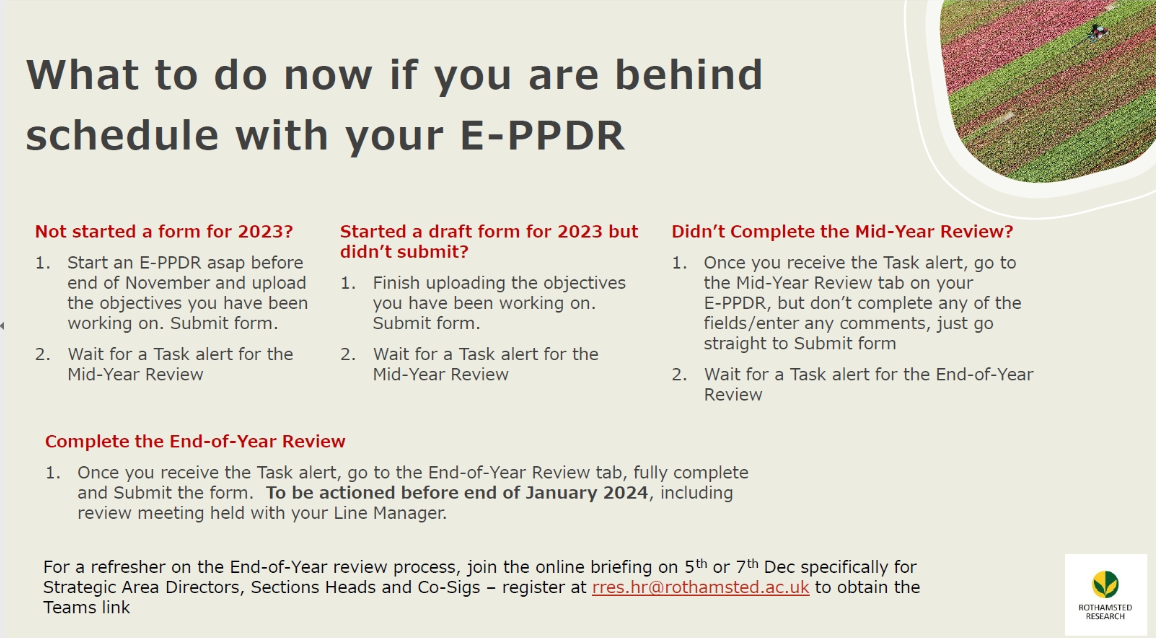 What to do now if you are behind
schedule with your E-PPDR
Not started a form for 2023?
1. Start an E-PPDR asap before
end of November and upload
the objectives you have been
working on. Submit form.
2. Wait for a Task alert for the
Mid-Year Review
Started a draft form for 2023 but
didn’t submit?
1. Finish uploading the objectives
you have been working on.
Submit form.
2. Wait for a Task alert for the
Mid-Year Review
Didn’t Complete the Mid-Year Review?
1. Once you receive the Task alert, go to
the Mid-Year Review tab on your
E-PPDR, but don’t complete any of the
fields/enter any comments, just go
straight to Submit form
2. Wait for a Task alert for the End-of-Year
Review
Complete the End-of-Year Review
1. Once you receive the Task alert, go to the End-of-Year Review tab, fully complete
and Submit the form. To be actioned before end of January 2024, including
review meeting held with your Line Manager.
For a refresher on the End-of-Year review process, join the online briefing on 5th or 7th Dec specifically for
Strategic Area Directors, Sections Heads and Co-Sigs – register at rres.hr@rothamsted.ac.uk to obtain the
Teams link
ROTHAMSTED
RESEARCH